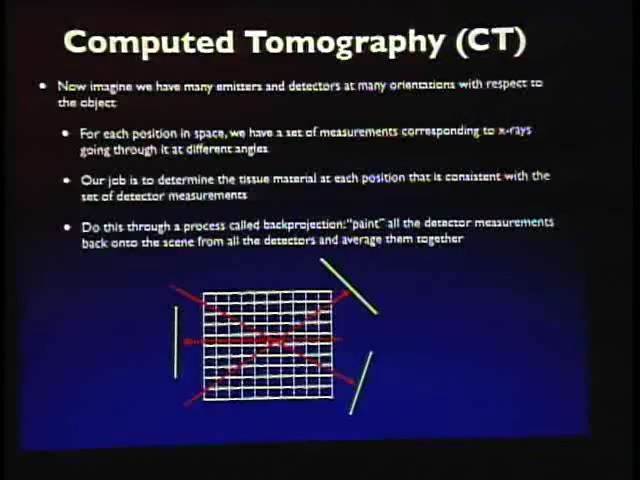 Computed Tomography (CT)
Now imagine we have many emitters and detectors at many orientations with respect to
the object
For each position in space, we have a set of measurements corresponding to x-rays
going through it at different angles
Our job is to determine the tissue material at each position that is consistent with the
set of detector measurements
Do this through a process called backprojection: "paint" all the detector measurements
back onto the scene from all the detectors and average them together